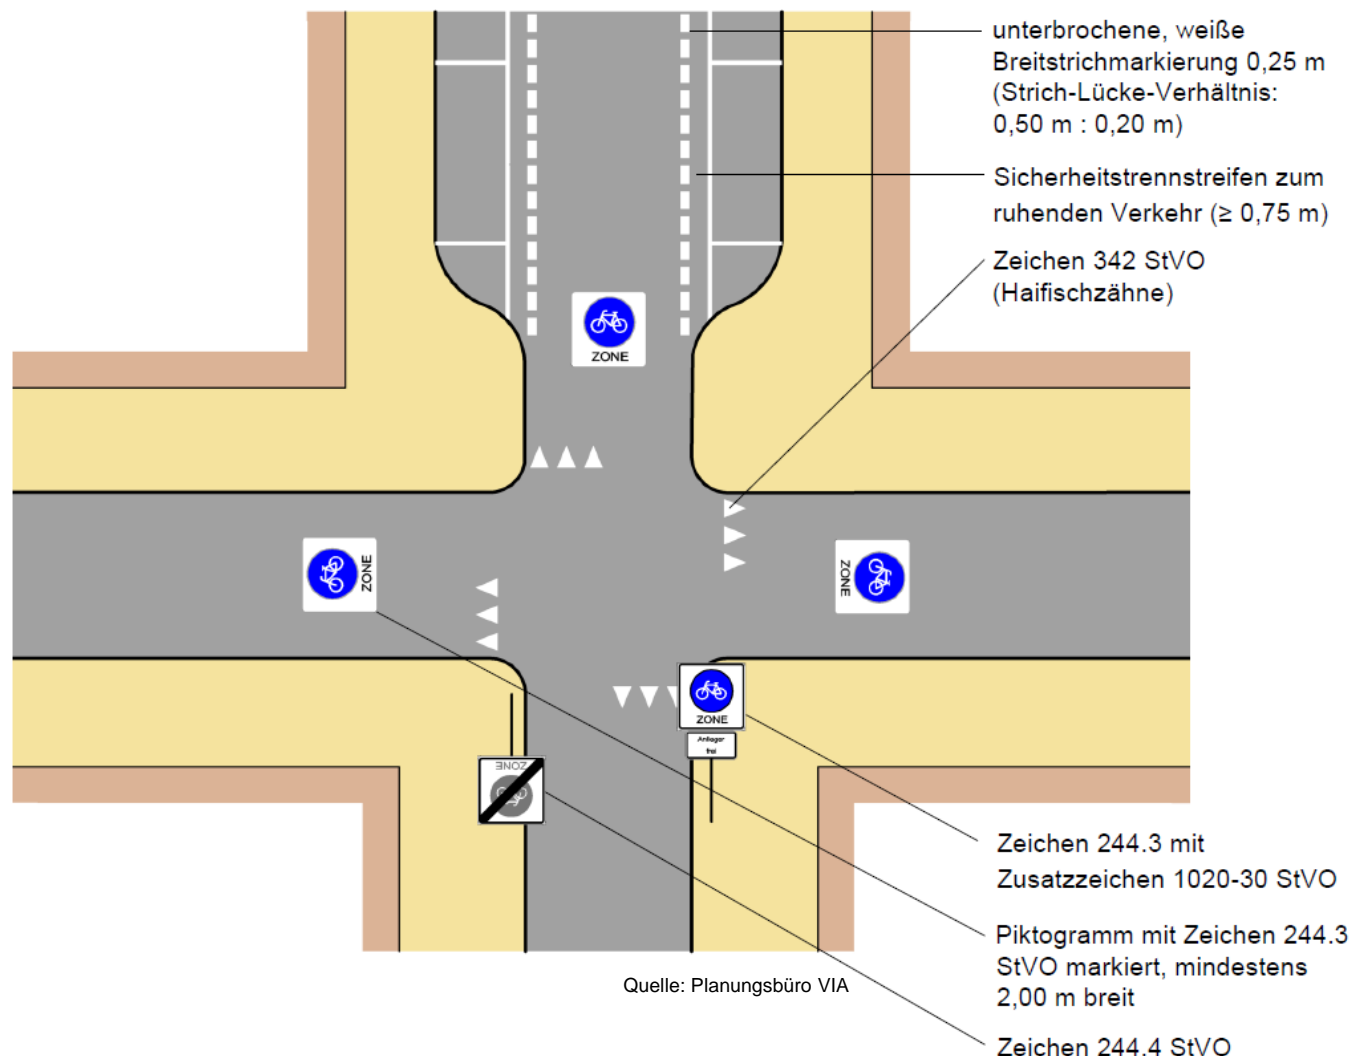 unterbrochene, weiße
Breitstrichmarkierung 0,25 m
(Strich-Lücke-Verhältnis:
0,50 m : 0,20 m)
Sicherheitstrennstreifen zum
ruhenden Verkehr (≥ 0,75 m)
Zeichen 342 StVO
(Haifischzähne)
ZONE
ZONE
ZONE
ZONE
Anlieger
frei
ZONE
Zeichen 244.3 mit
Zusatzzeichen 1020-30 StVO
Piktogramm mit Zeichen 244.3
StVO markiert, mindestens
2,00 m breit
Quelle: Planungsbüro VIA
Zeichen 244.4 StVO